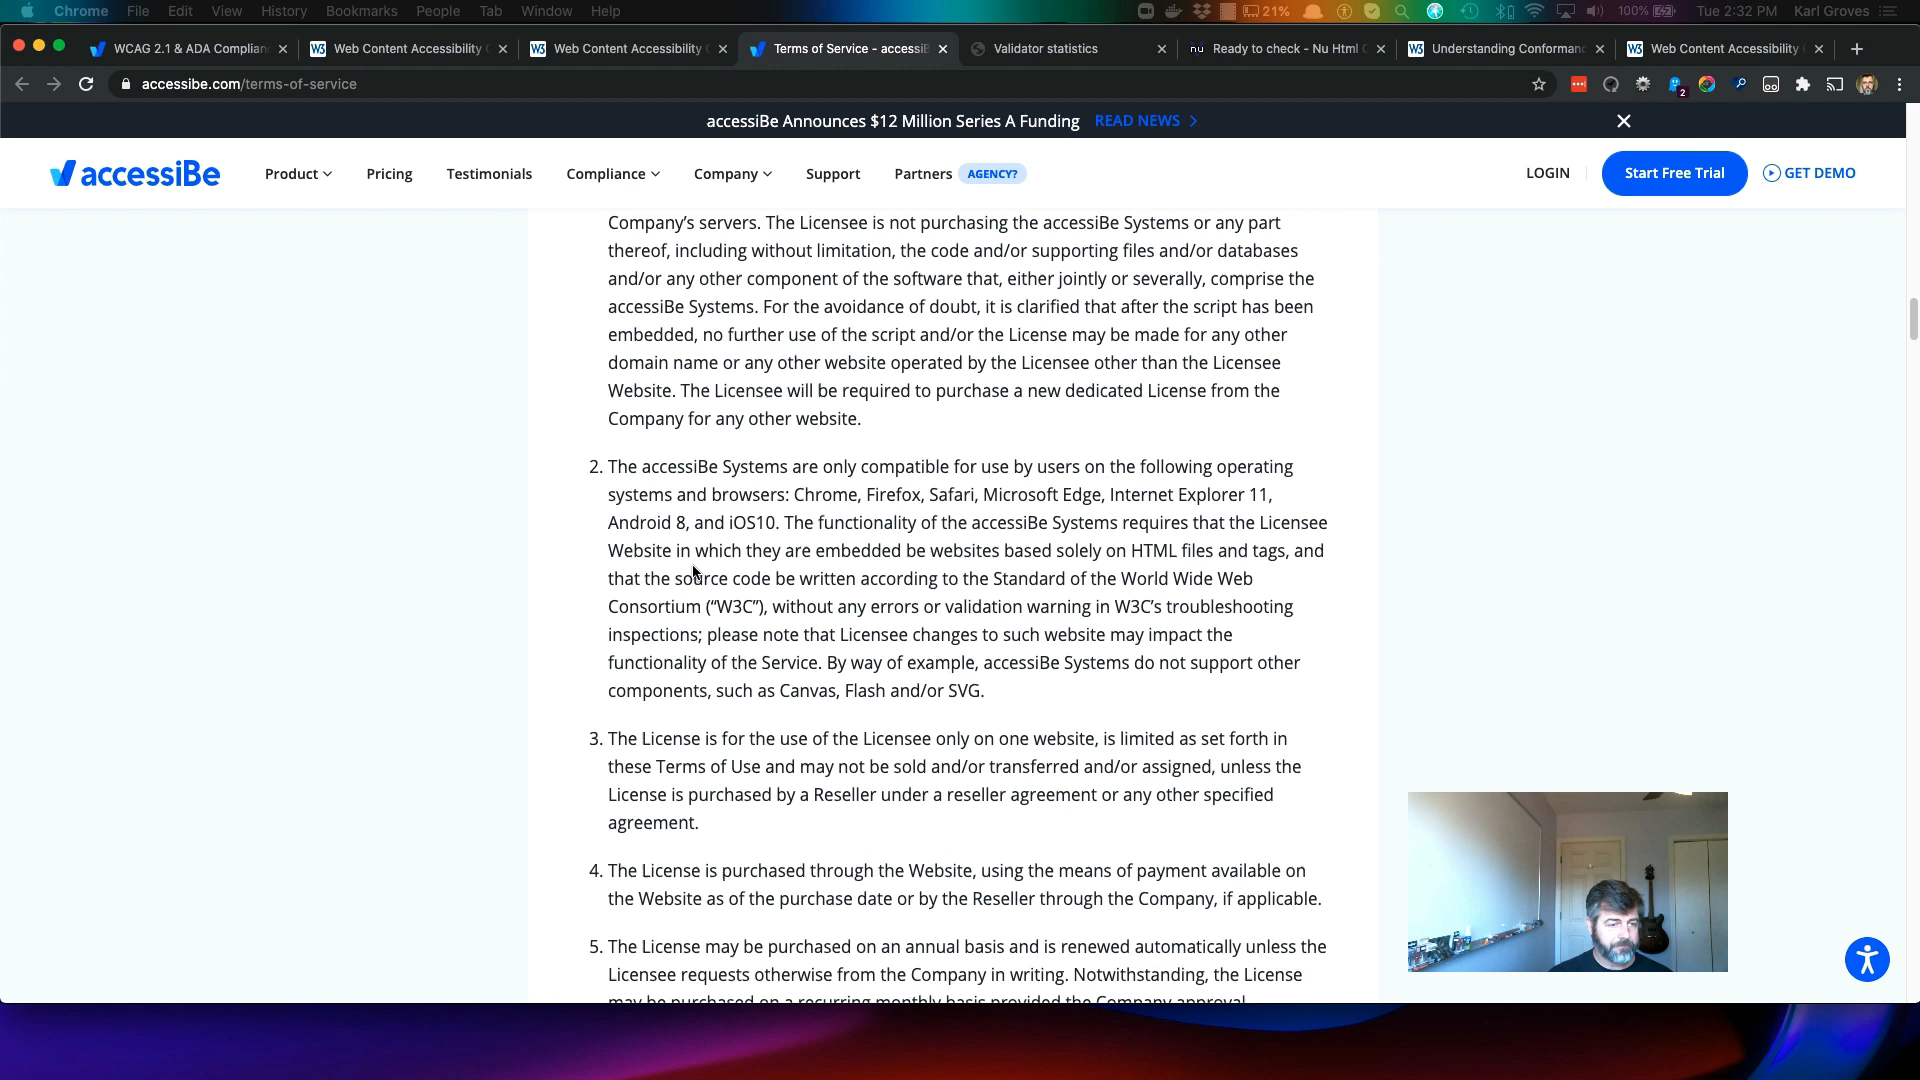 Chrome File Edit View History Bookmarks People Tab Window Help 21% 100% Tue 2:32 PM Karl Groves
WCAG 2.1 & ADA Complian Web Content Accessibility Web Content Accessibility Terms of Service - accessiB Validator statistics Ready to check - Nu Html Understanding Conforman Web Content Accessibility
accessibe.com/terms-of-service 2
accessiBe Announces $12 Million Series A Funding READ NEWS
accessiBe Product Pricing Testimonials Compliance Company Support Partners AGENCY? LOGIN Start Free Trial GET DEMO
Company’s servers. The Licensee is not purchasing the accessiBe Systems or any part
thereof, including without limitation, the code and/or supporting files and/or databases
and/or any other component of the software that, either jointly or severally, comprise the
accessiBe Systems. For the avoidance of doubt, it is clarified that after the script has been
embedded, no further use of the script and/or the License may be made for any other
domain name or any other website operated by the Licensee other than the Licensee
Website. The Licensee will be required to purchase a new dedicated License from the
Company for any other website.
2. The accessiBe Systems are only compatible for use by users on the following operating
systems and browsers: Chrome, Firefox, Safari, Microsoft Edge, Internet Explorer 11,
Android 8, and iOS10. The functionality of the accessiBe Systems requires that the Licensee
Website in which they are embedded be websites based solely on HTML files and tags, and
that the source code be written according to the Standard of the World Wide Web
Consortium (“W3C”), without any errors or validation warning in W3C’s troubleshooting
inspections; please note that Licensee changes to such website may impact the
functionality of the Service. By way of example, accessiBe Systems do not support other
components, such as Canvas, Flash and/or SVG.
3. The License is for the use of the Licensee only on one website, is limited as set forth in
these Terms of Use and may not be sold and/or transferred and/or assigned, unless the
License is purchased by a Reseller under a reseller agreement or any other specified
agreement.
4. The License is purchased through the Website, using the means of payment available on
the Website as of the purchase date or by the Reseller through the Company, if applicable.
5. The License may be purchased on an annual basis and is renewed automatically unless the
Licensee requests otherwise from the Company in writing. Notwithstanding, the License
may be purchased on a recurring monthly basis provided the Company approval